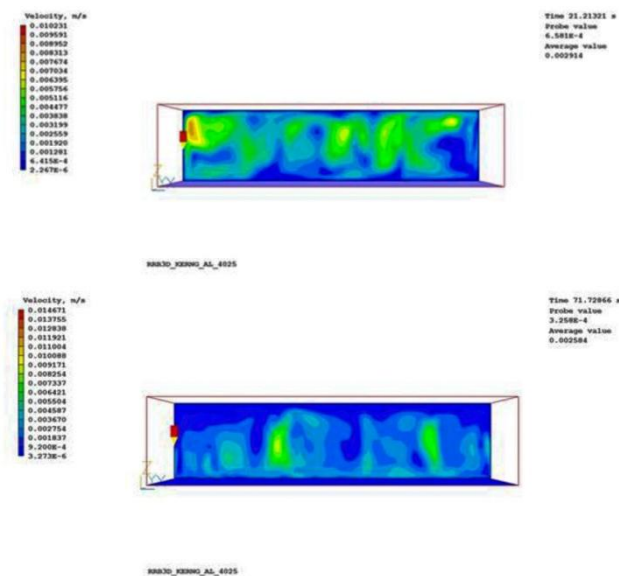 Velocity, m/s
0.010231
0.009591
0.008952
0.008313
0.007674
0.007034
0.006395
0.005756
0.005116
0.004477
0.003838
0.003199
0.002559
0.001920
0.001281
6.415E-4
2.267E-6
Time 21.21321 s
Probe value
6.581E-4
Average value
0.002914
Z
RRB3D_KERNG_AL_4025
Velocity, m/s
0.014671
0.013755
0.012838
0.011921
0.011004
0.010088
0.009171
0.008254
0.007337
0.006421
0.005504
0.004587
0.003670
0.002754
0.001837
9.200E-4
3.273E-6
Time 71.72866 s
Probe value
3.258E-4
Average value
0.002584
Z
RRB3D_KERNG_AL_4025